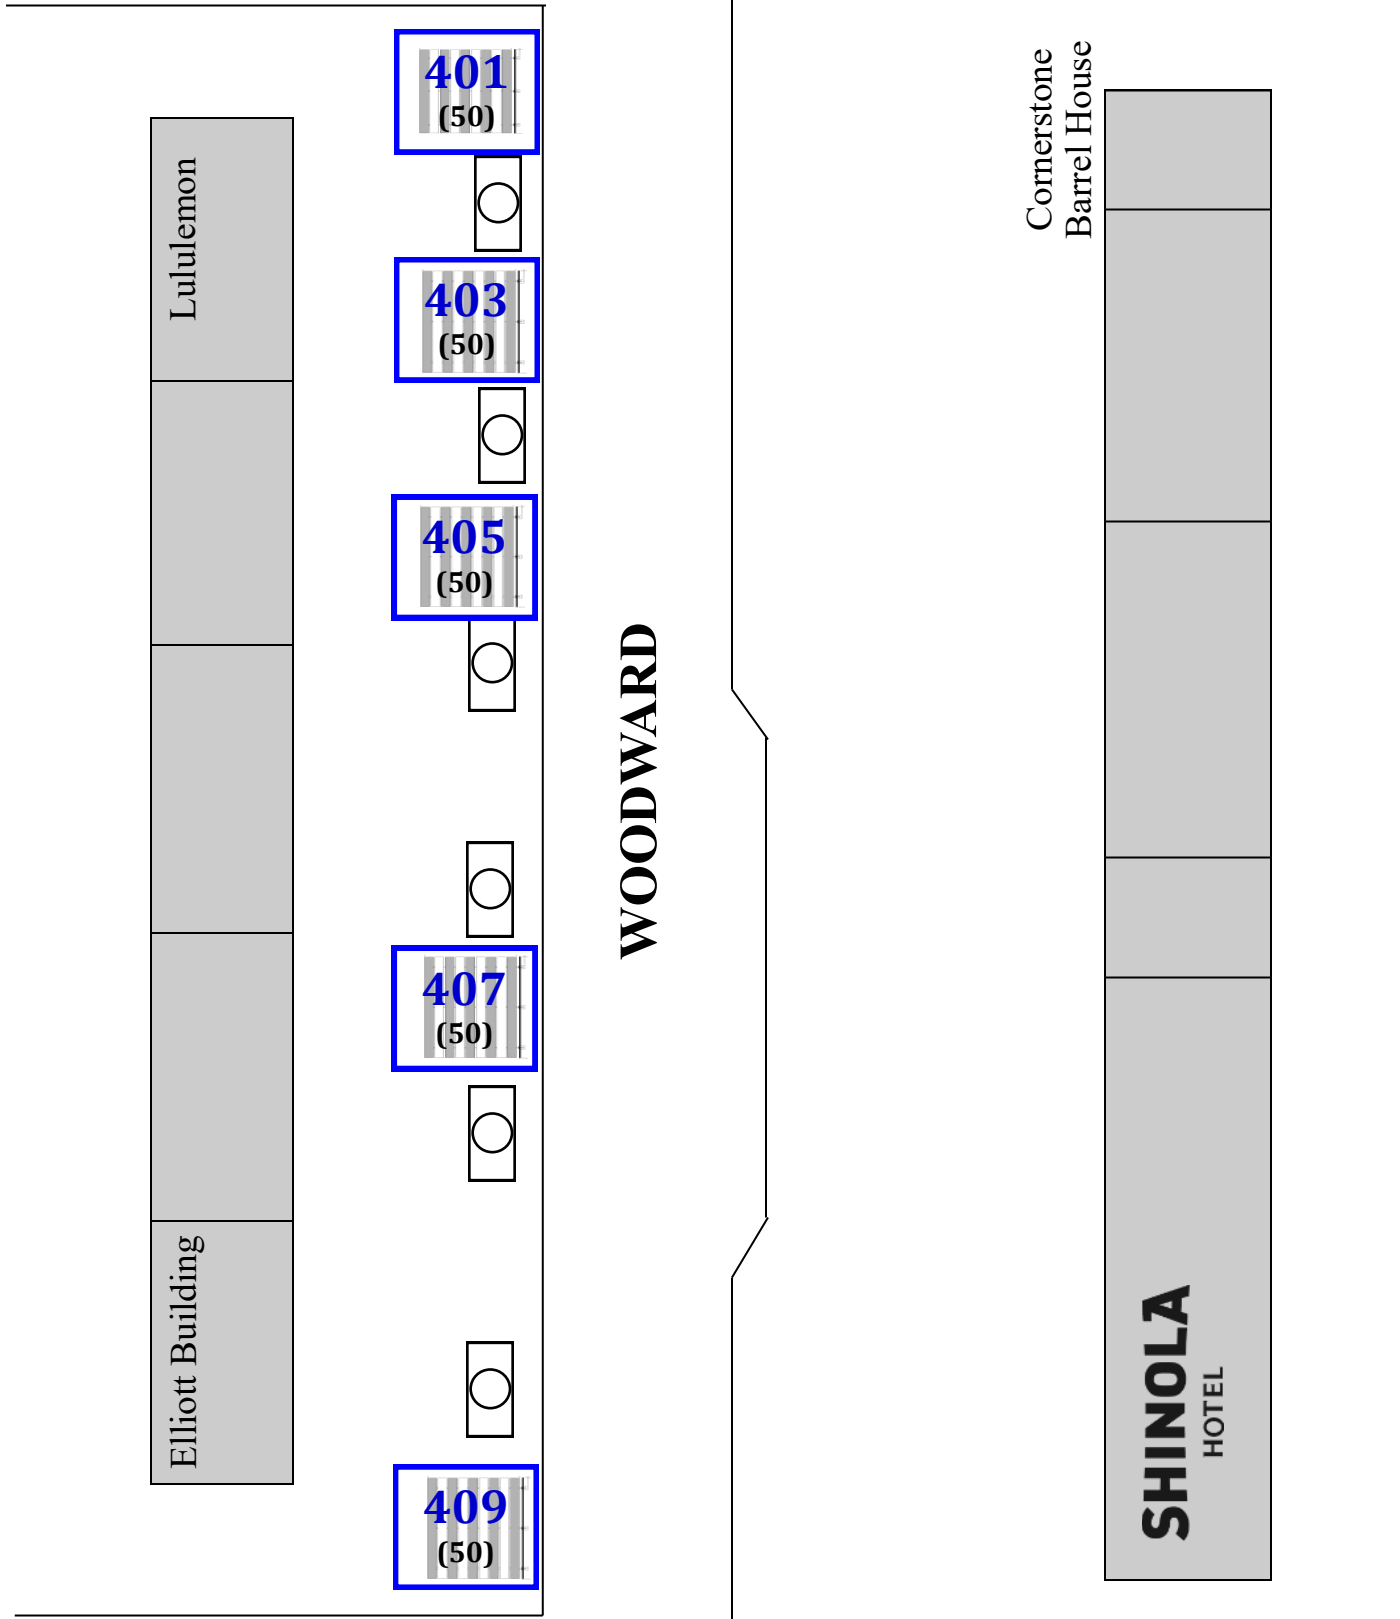 401
(50)
Cornerstone
Barrel House
Lululemon
403
(50)
405
(50)
WOODWARD
407
(50)
Elliott Building
SHINOLA
HOTEL
409
(50)